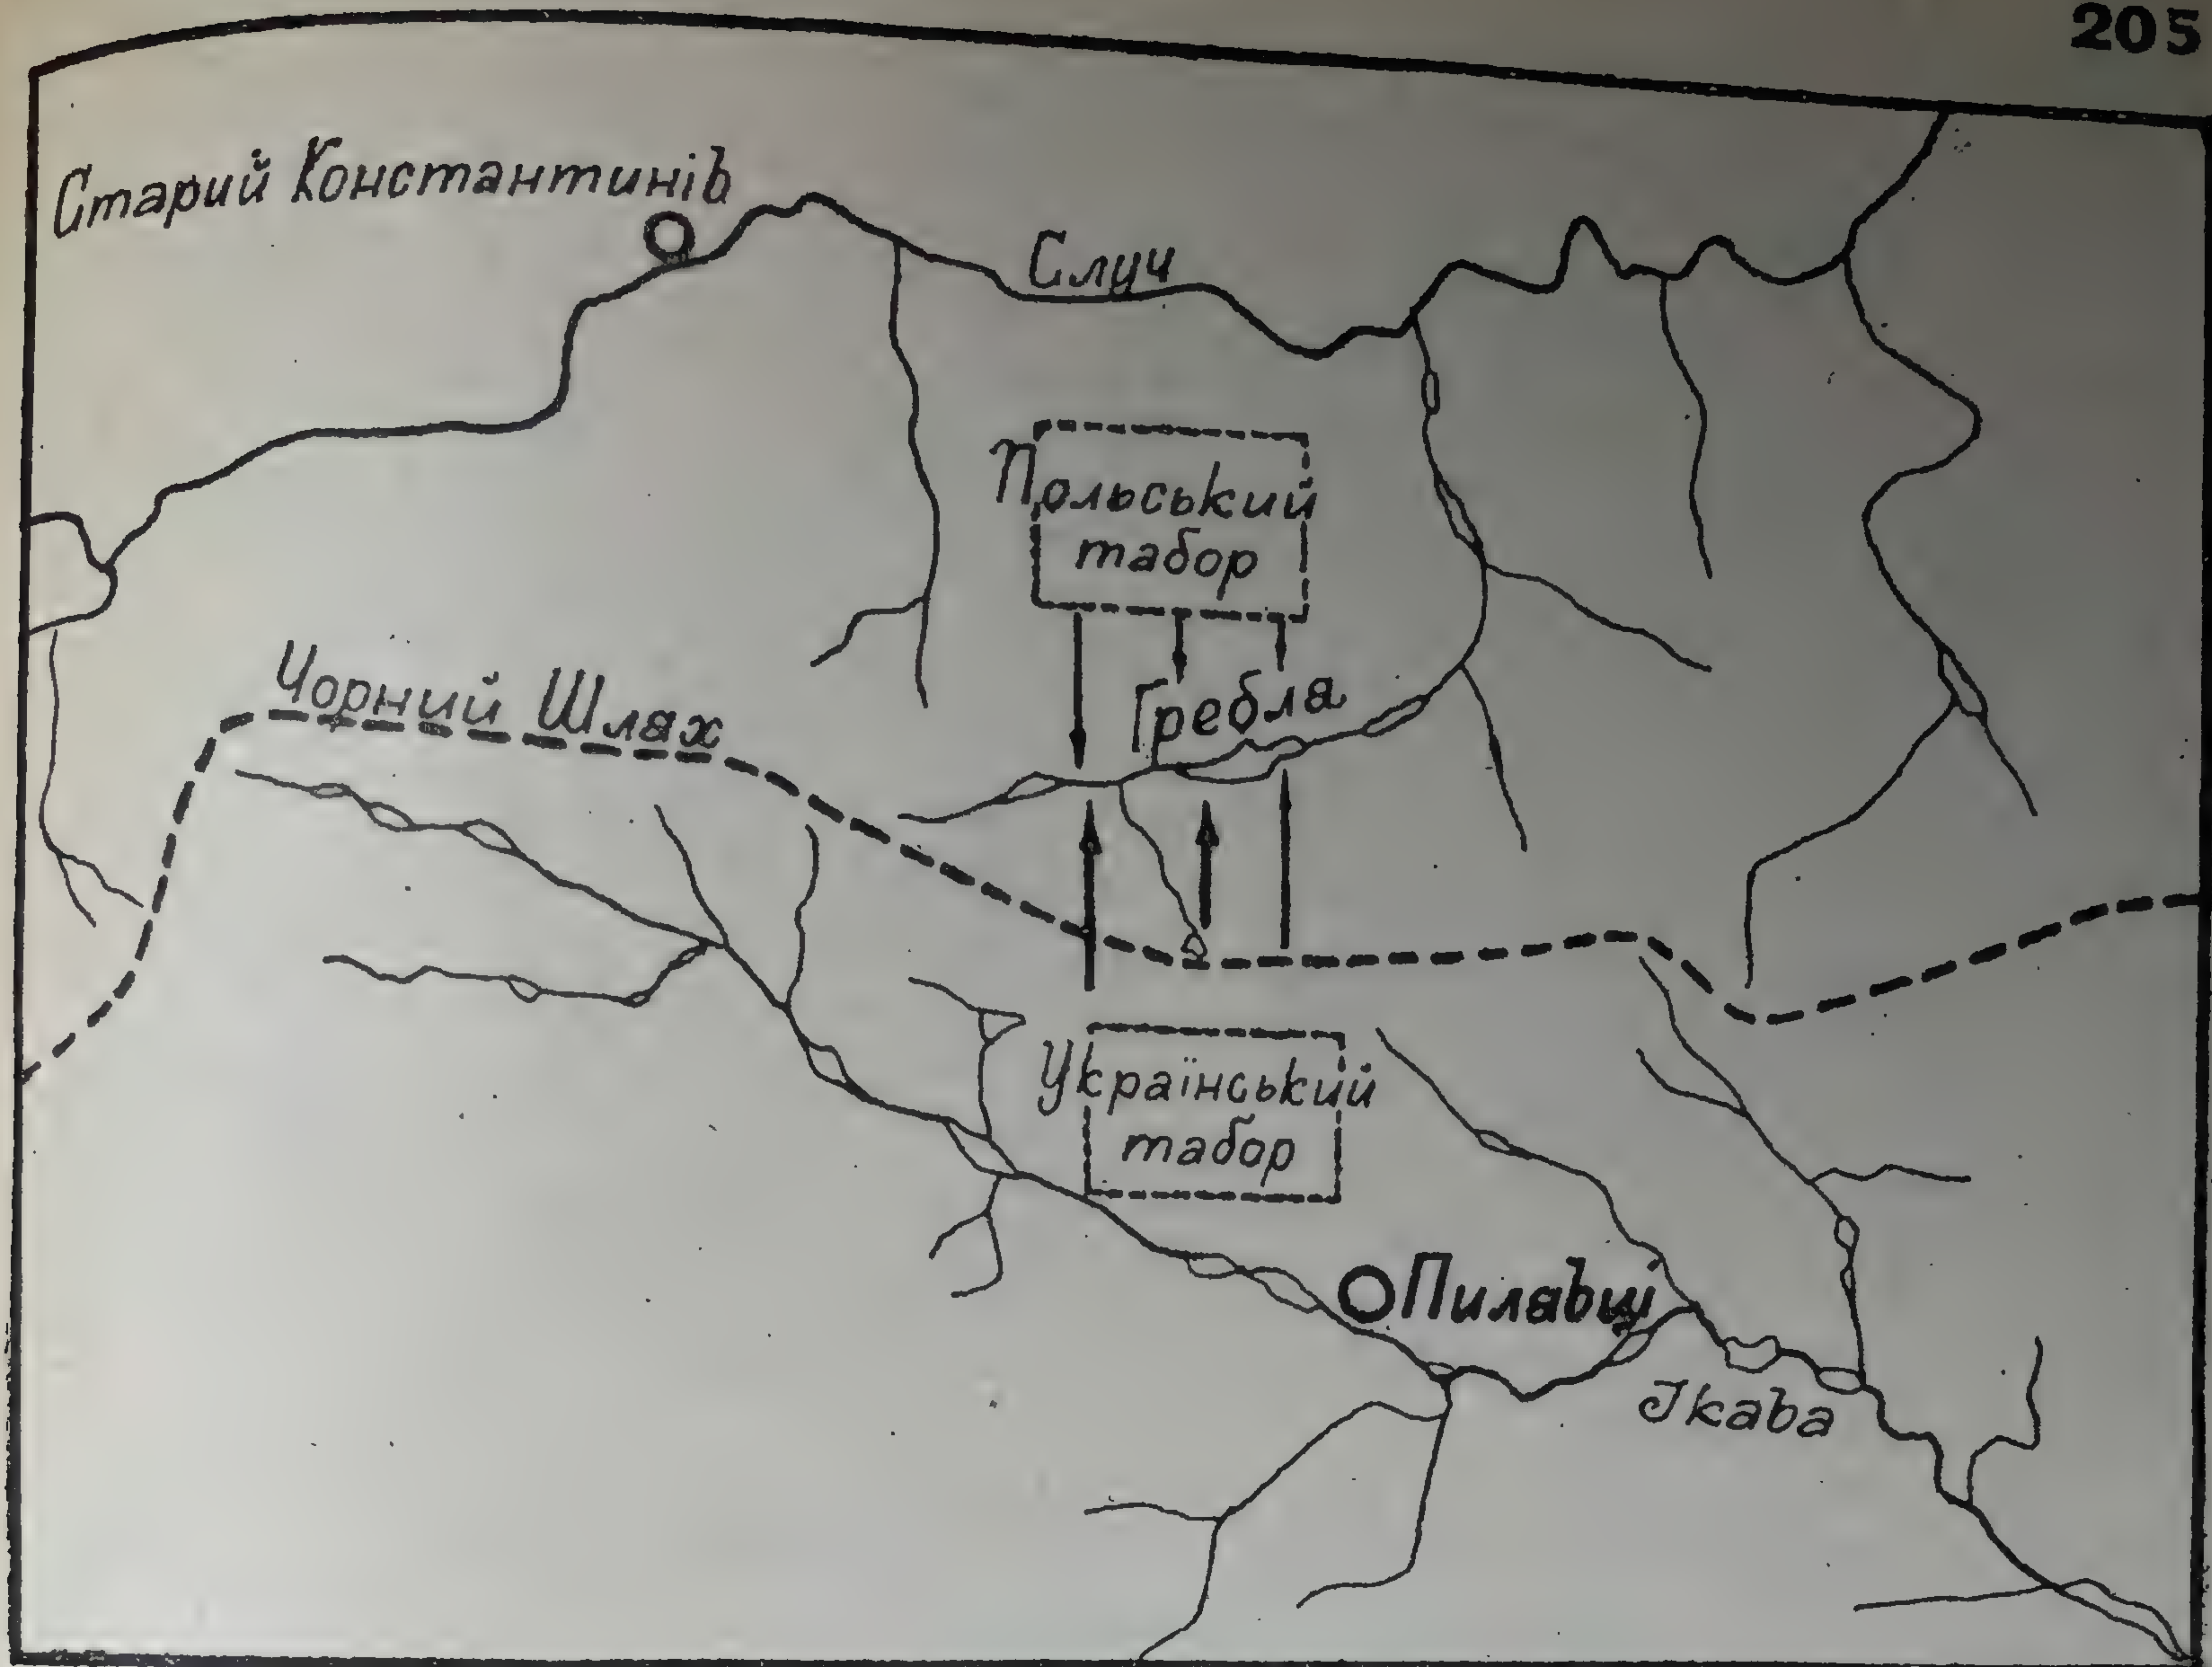 205
Старий Константинів
Случ
Польський
табор
Гребля
Чорний Шлях
Український
табор
Пилявці
Ікава